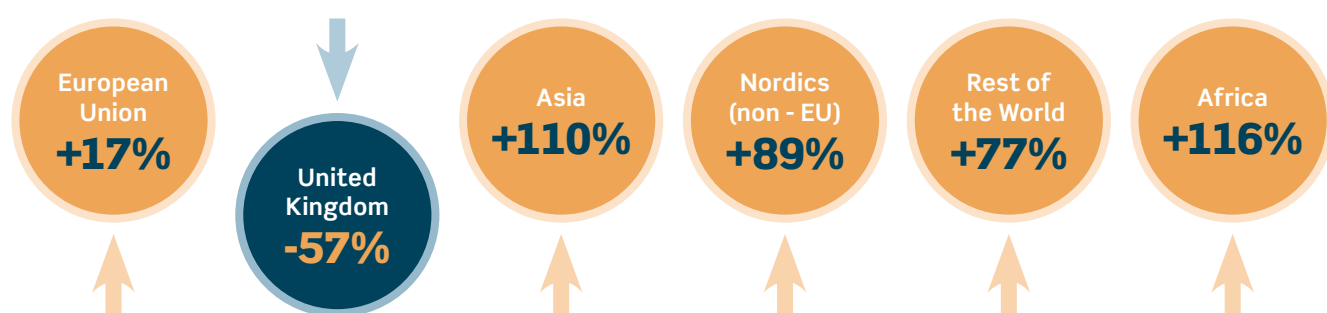 European
Union
+17%
United
Kingdom
-57%
Asia
+110%
Nordics
(non - EU)
+89%
Rest of
the World
+77%
Africa
+116%